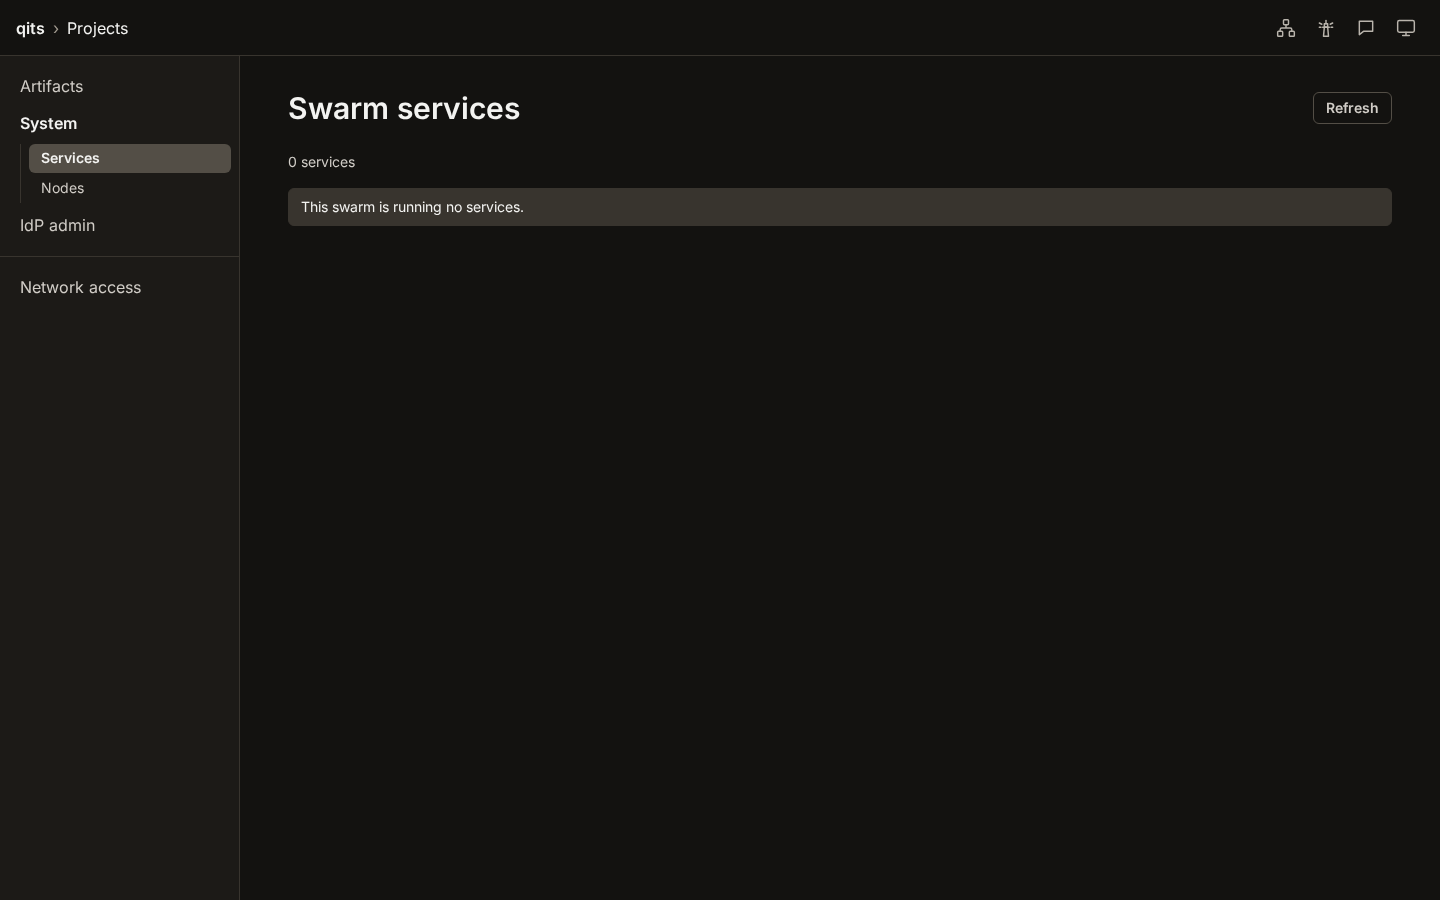 qits › Projects
Artifacts
System
Services
Nodes
IdP admin
Network access
Swarm services
Refresh
0 services
This swarm is running no services.